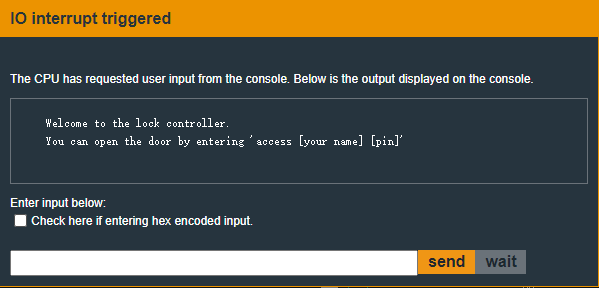 IO interrupt triggered
The CPU has requested user input from the console. Below is the output displayed on the console.
Welcome to the lock controller.
You can open the door by entering 'access [your name] [pin]'
Enter input below:
Check here if entering hex encoded input.
send wait